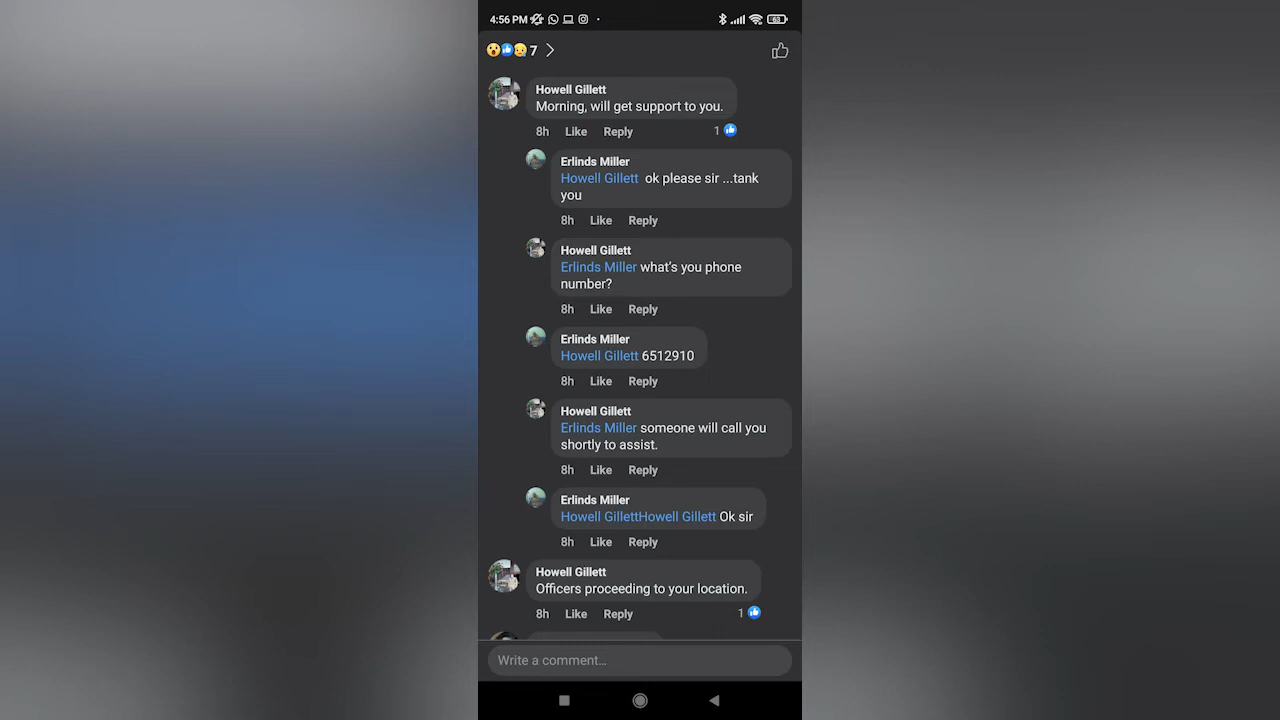 4:56 PM
63
7
Howell Gillett
Morning, will get support to you.
8h Like Reply 1
Erlinds Miller
Howell Gillett ok please sir ...tank
you
8h Like Reply
Howell Gillett
Erlinds Miller what's you phone
number?
8h Like Reply
Erlinds Miller
Howell Gillett 6512910
8h Like Reply
Howell Gillett
Erlinds Miller someone will call you
shortly to assist.
8h Like Reply
Erlinds Miller
Howell GillettHowell Gillett Ok sir
8h Like Reply
Howell Gillett
Officers proceeding to your location.
8h Like Reply 1
Write a comment...